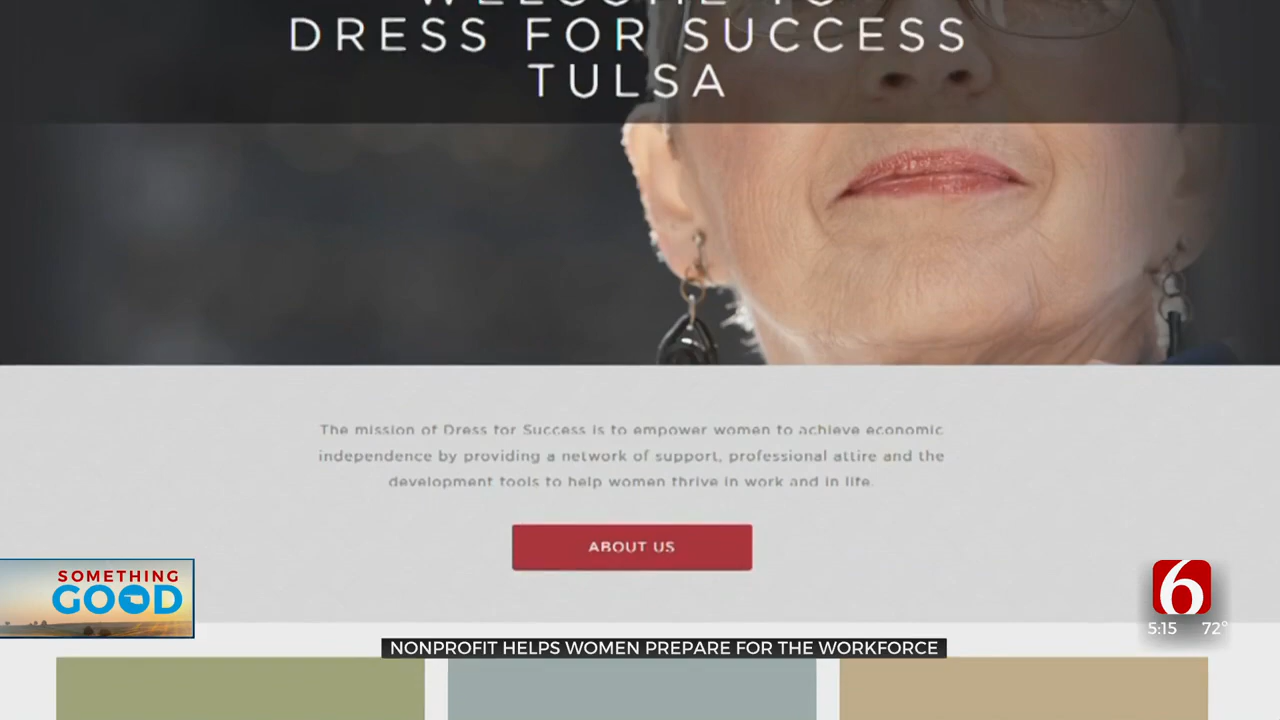 WELCOME TO
DRESS FOR SUCCESS
TULSA
The mission of Dress for Success is to empower women to achieve economic
independence by providing a network of support, professional attire and the
development tools to help women thrive in work and in life.
ABOUT US
SOMETHING
GOOD
6
5:15 72°
NONPROFIT HELPS WOMEN PREPARE FOR THE WORKFORCE